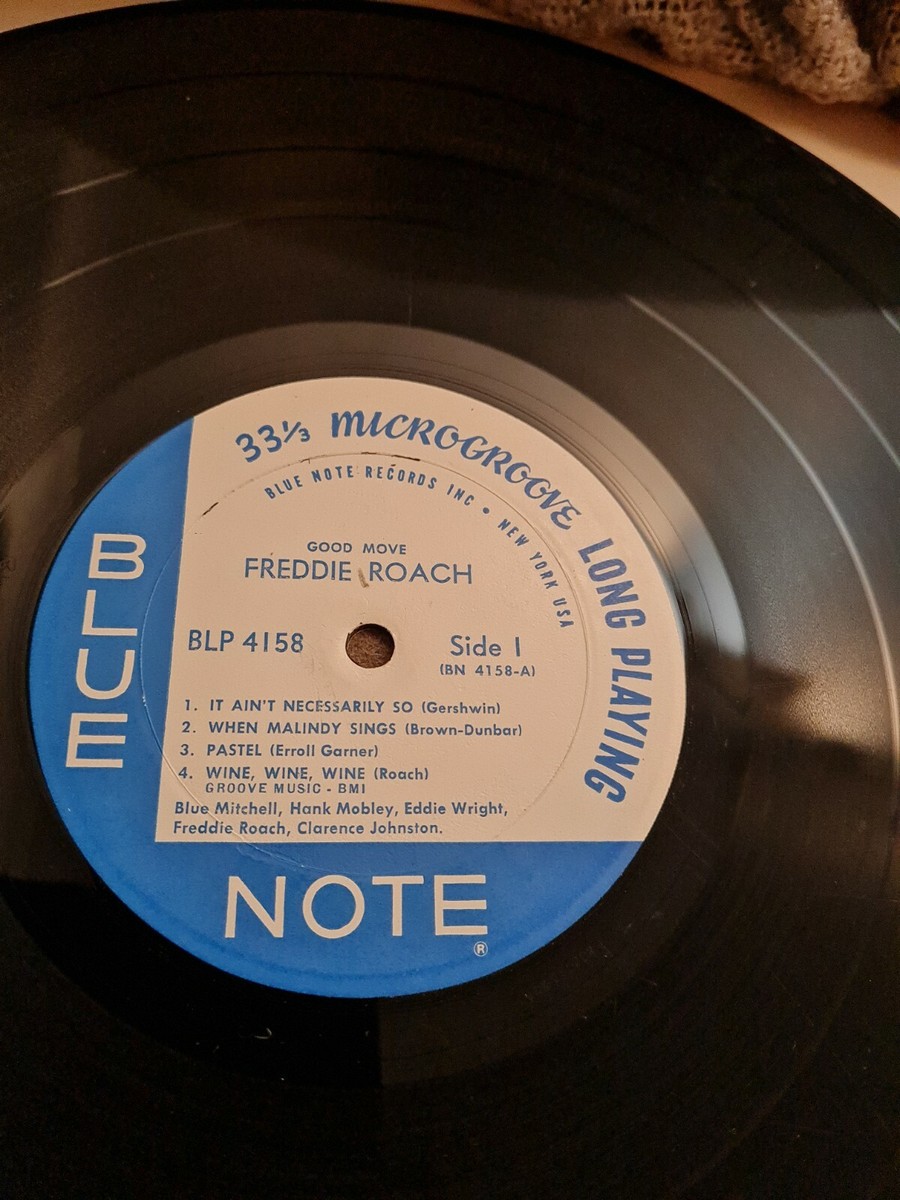 33⅓ MICROGROOVE LONG PLAYING
BLUE NOTE RECORDS INC • NEW YORK USA
GOOD MOVE
FREDDIE ROACH
BLP 4158
Side 1
(BN 4158-A)
1. IT AIN'T NECESSARILY SO (Gershwin)
2. WHEN MALINDY SINGS (Brown-Dunbar)
3. PASTEL (Erroll Garner)
4. WINE, WINE, WINE (Roach)
GROOVE MUSIC - BMI
Blue Mitchell, Hank Mobley, Eddie Wright,
Freddie Roach, Clarence Johnston.
BLUE
NOTE
®